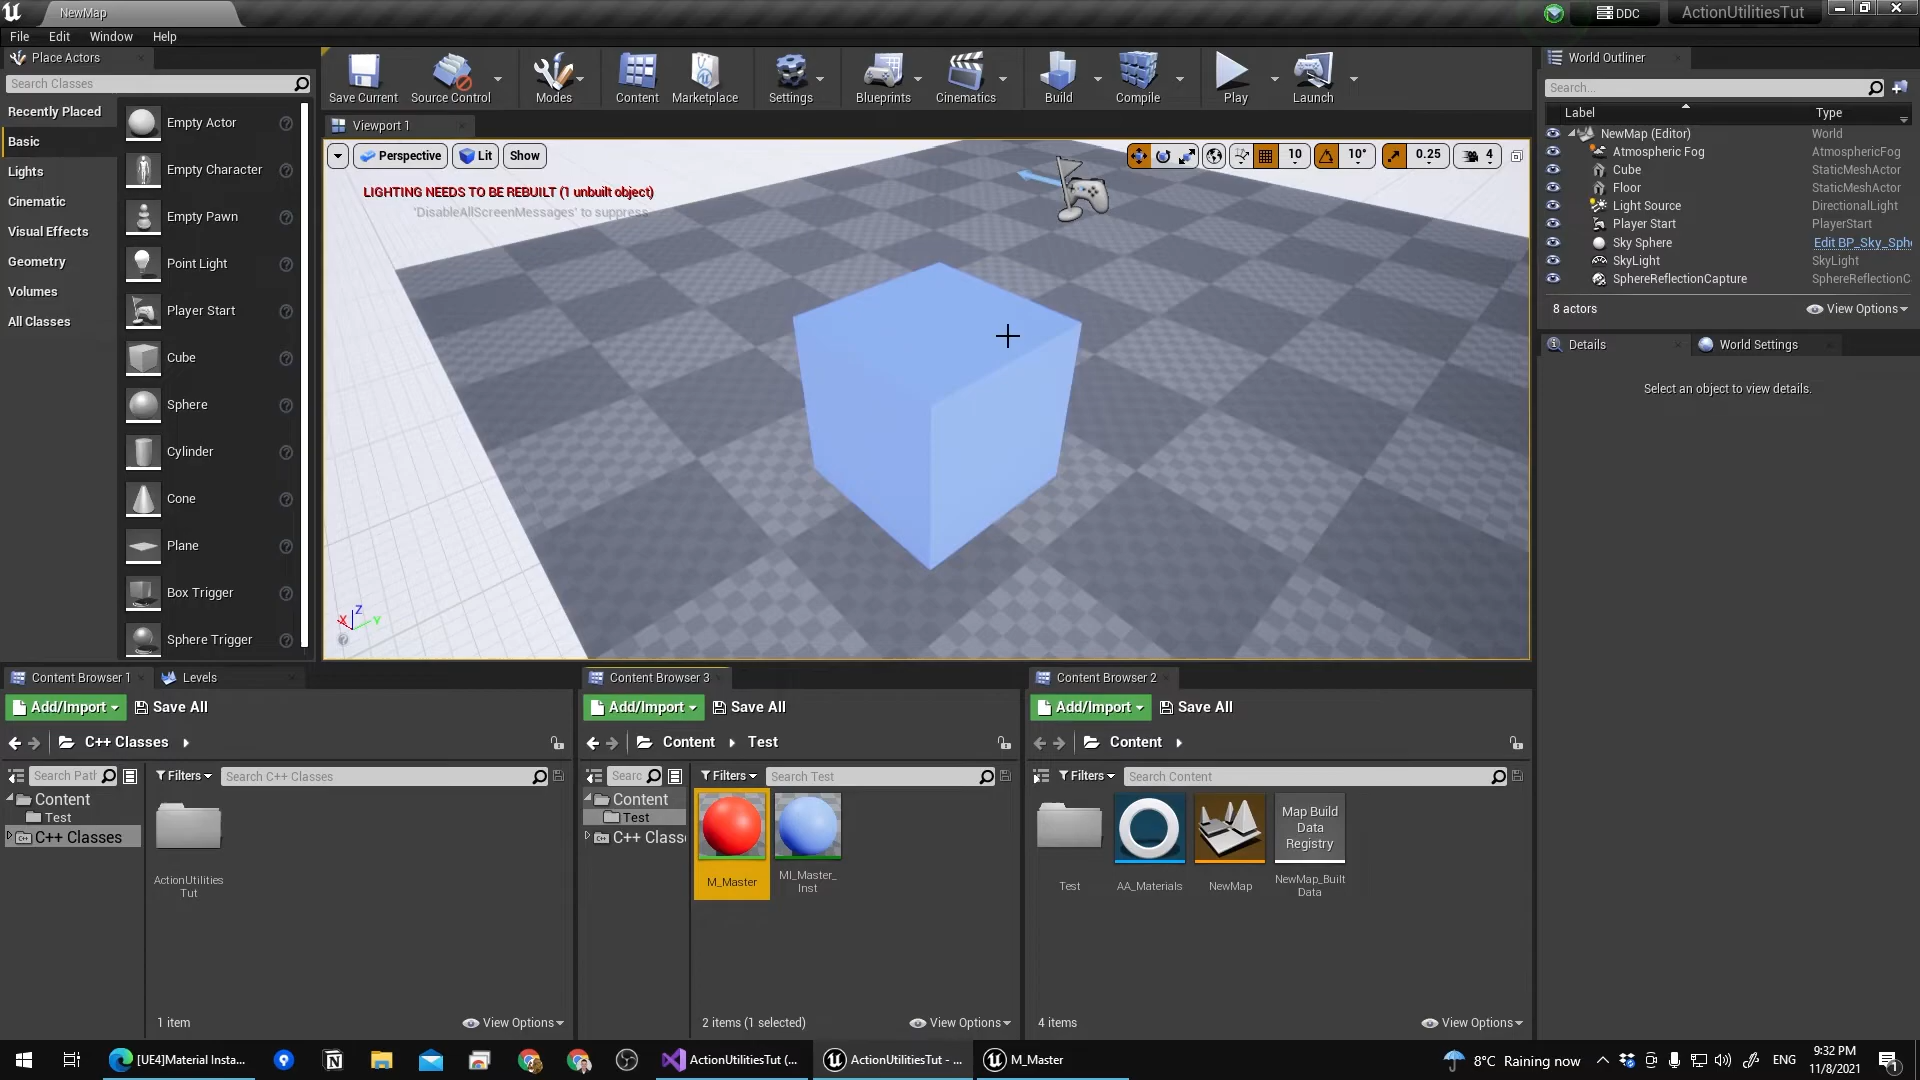 NewMap
DDC
ActionUtilitiesTut
File Edit Window Help
Place Actors
Search Classes
Recently Placed
Basic
Lights
Cinematic
Visual Effects
Geometry
Volumes
All Classes
Empty Actor
Empty Character
Empty Pawn
Point Light
Player Start
Cube
Sphere
Cylinder
Cone
Plane
Box Trigger
Sphere Trigger
Save Current
Source Control
Modes
Content
Marketplace
Settings
Blueprints
Cinematics
Build
Compile
Play
Launch
Viewport 1
Perspective
Lit
Show
10
10°
0.25
4
LIGHTING NEEDS TO BE REBUILT (1 unbuilt object)
'DisableAllScreenMessages' to suppress
X
Z
Y
World Outliner
Search...
Label Type
NewMap (Editor) World
Atmospheric Fog AtmosphericFog
Cube StaticMeshActor
Floor StaticMeshActor
Light Source DirectionalLight
Player Start PlayerStart
Sky Sphere Edit BP_Sky_Sph
SkyLight SkyLight
SphereReflectionCapture SphereReflectionC
8 actors
View Options
Details
World Settings
Select an object to view details.
Content Browser 1
Levels
Add/Import
Save All
C++ Classes
Search Path
Filters
Search C++ Classes
Content
Test
C++ Classes
ActionUtilities
Tut
1 item
View Options
Content Browser 3
Add/Import
Save All
Content
Test
Searc
Filters
Search Test
Content
Test
C++ Class
M_Master
MI_Master_
Inst
2 items (1 selected)
View Options
Content Browser 2
Add/Import
Save All
Content
Filters
Search Content
Test
AA_Materials
NewMap
Map Build
Data
Registry
NewMap_Built
Data
4 items
View Options
[UE4]Material Insta...
ActionUtilitiesTut (...
ActionUtilitiesTut - ...
M_Master
8°C Raining now
ENG
9:32 PM
11/8/2021
1